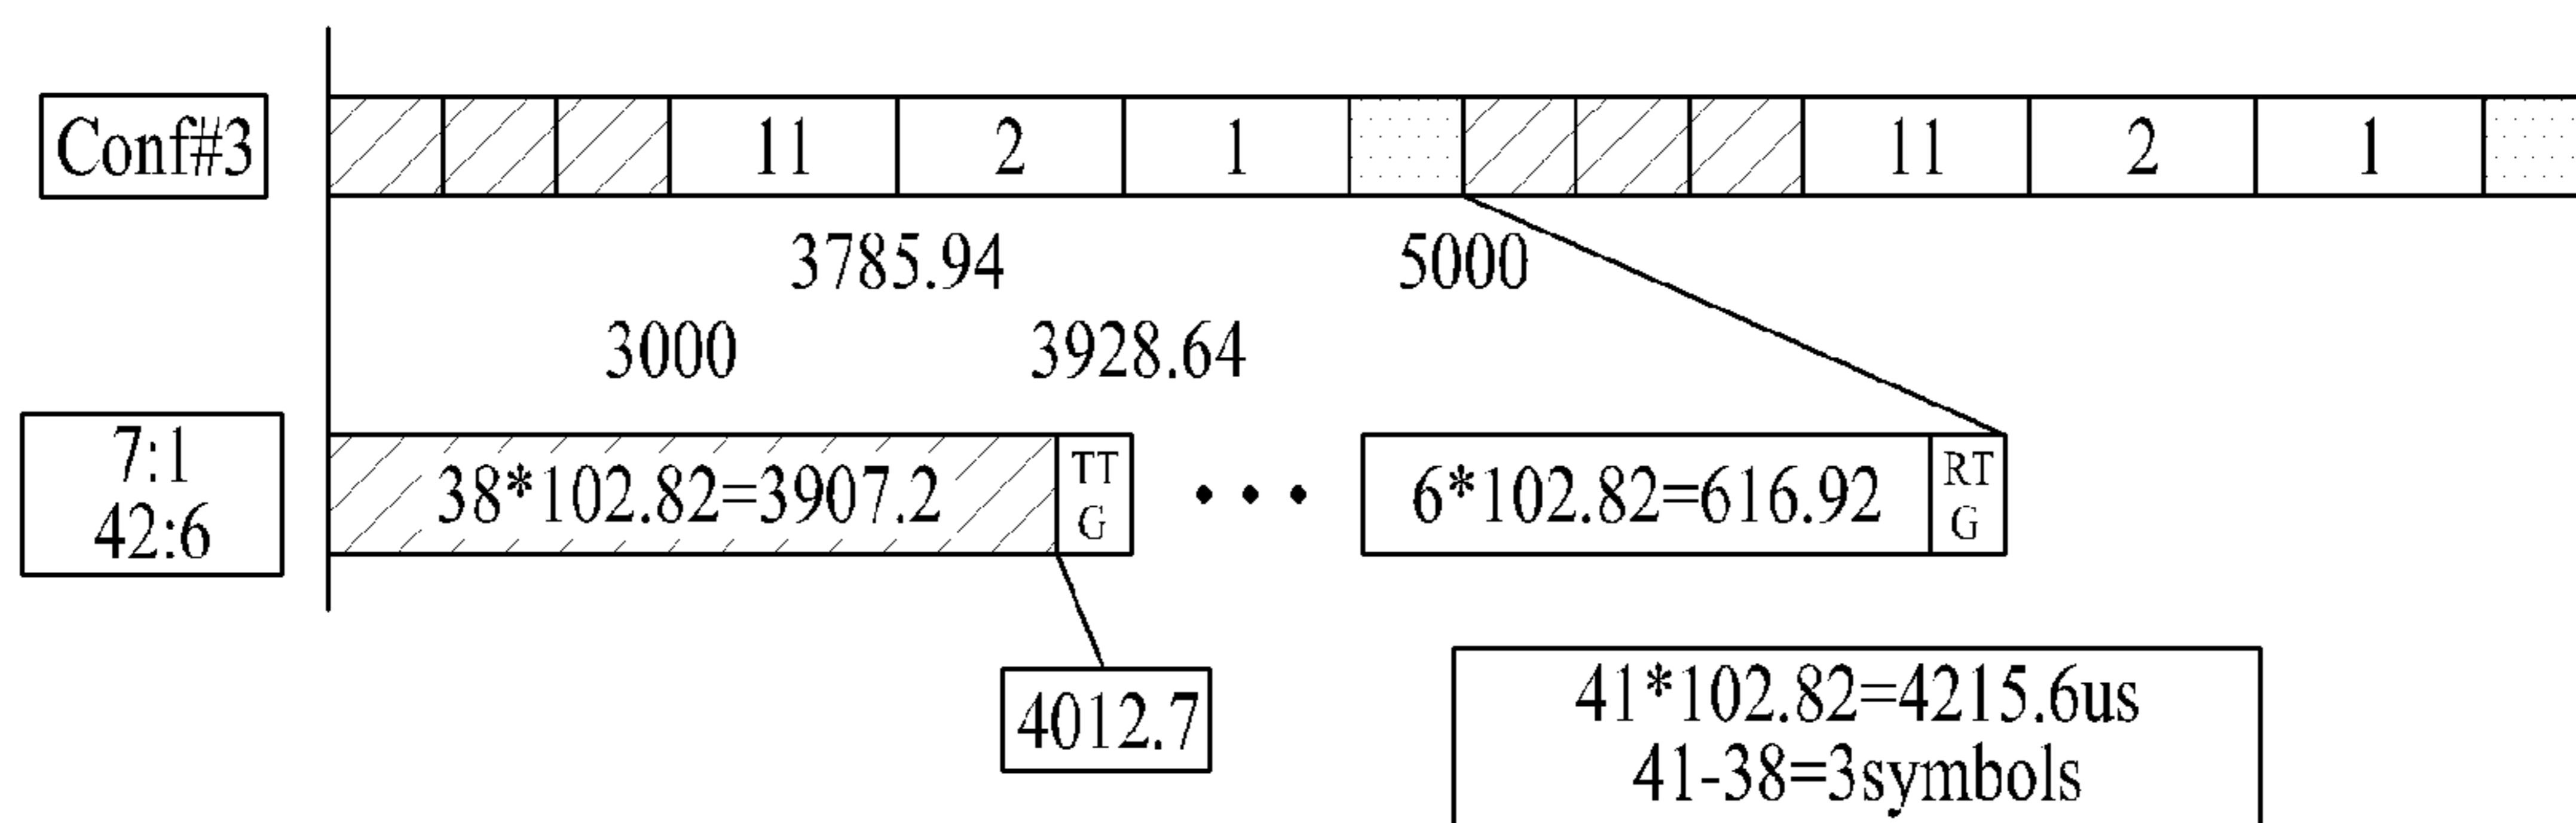 Conf#3
11 2 1 11 2 1
3785.94 5000
3000 3928.64
7:1
42:6
38*102.82=3907.2
TT
G
6*102.82=616.92
RT
G
4012.7
41*102.82=4215.6us
41-38=3symbols